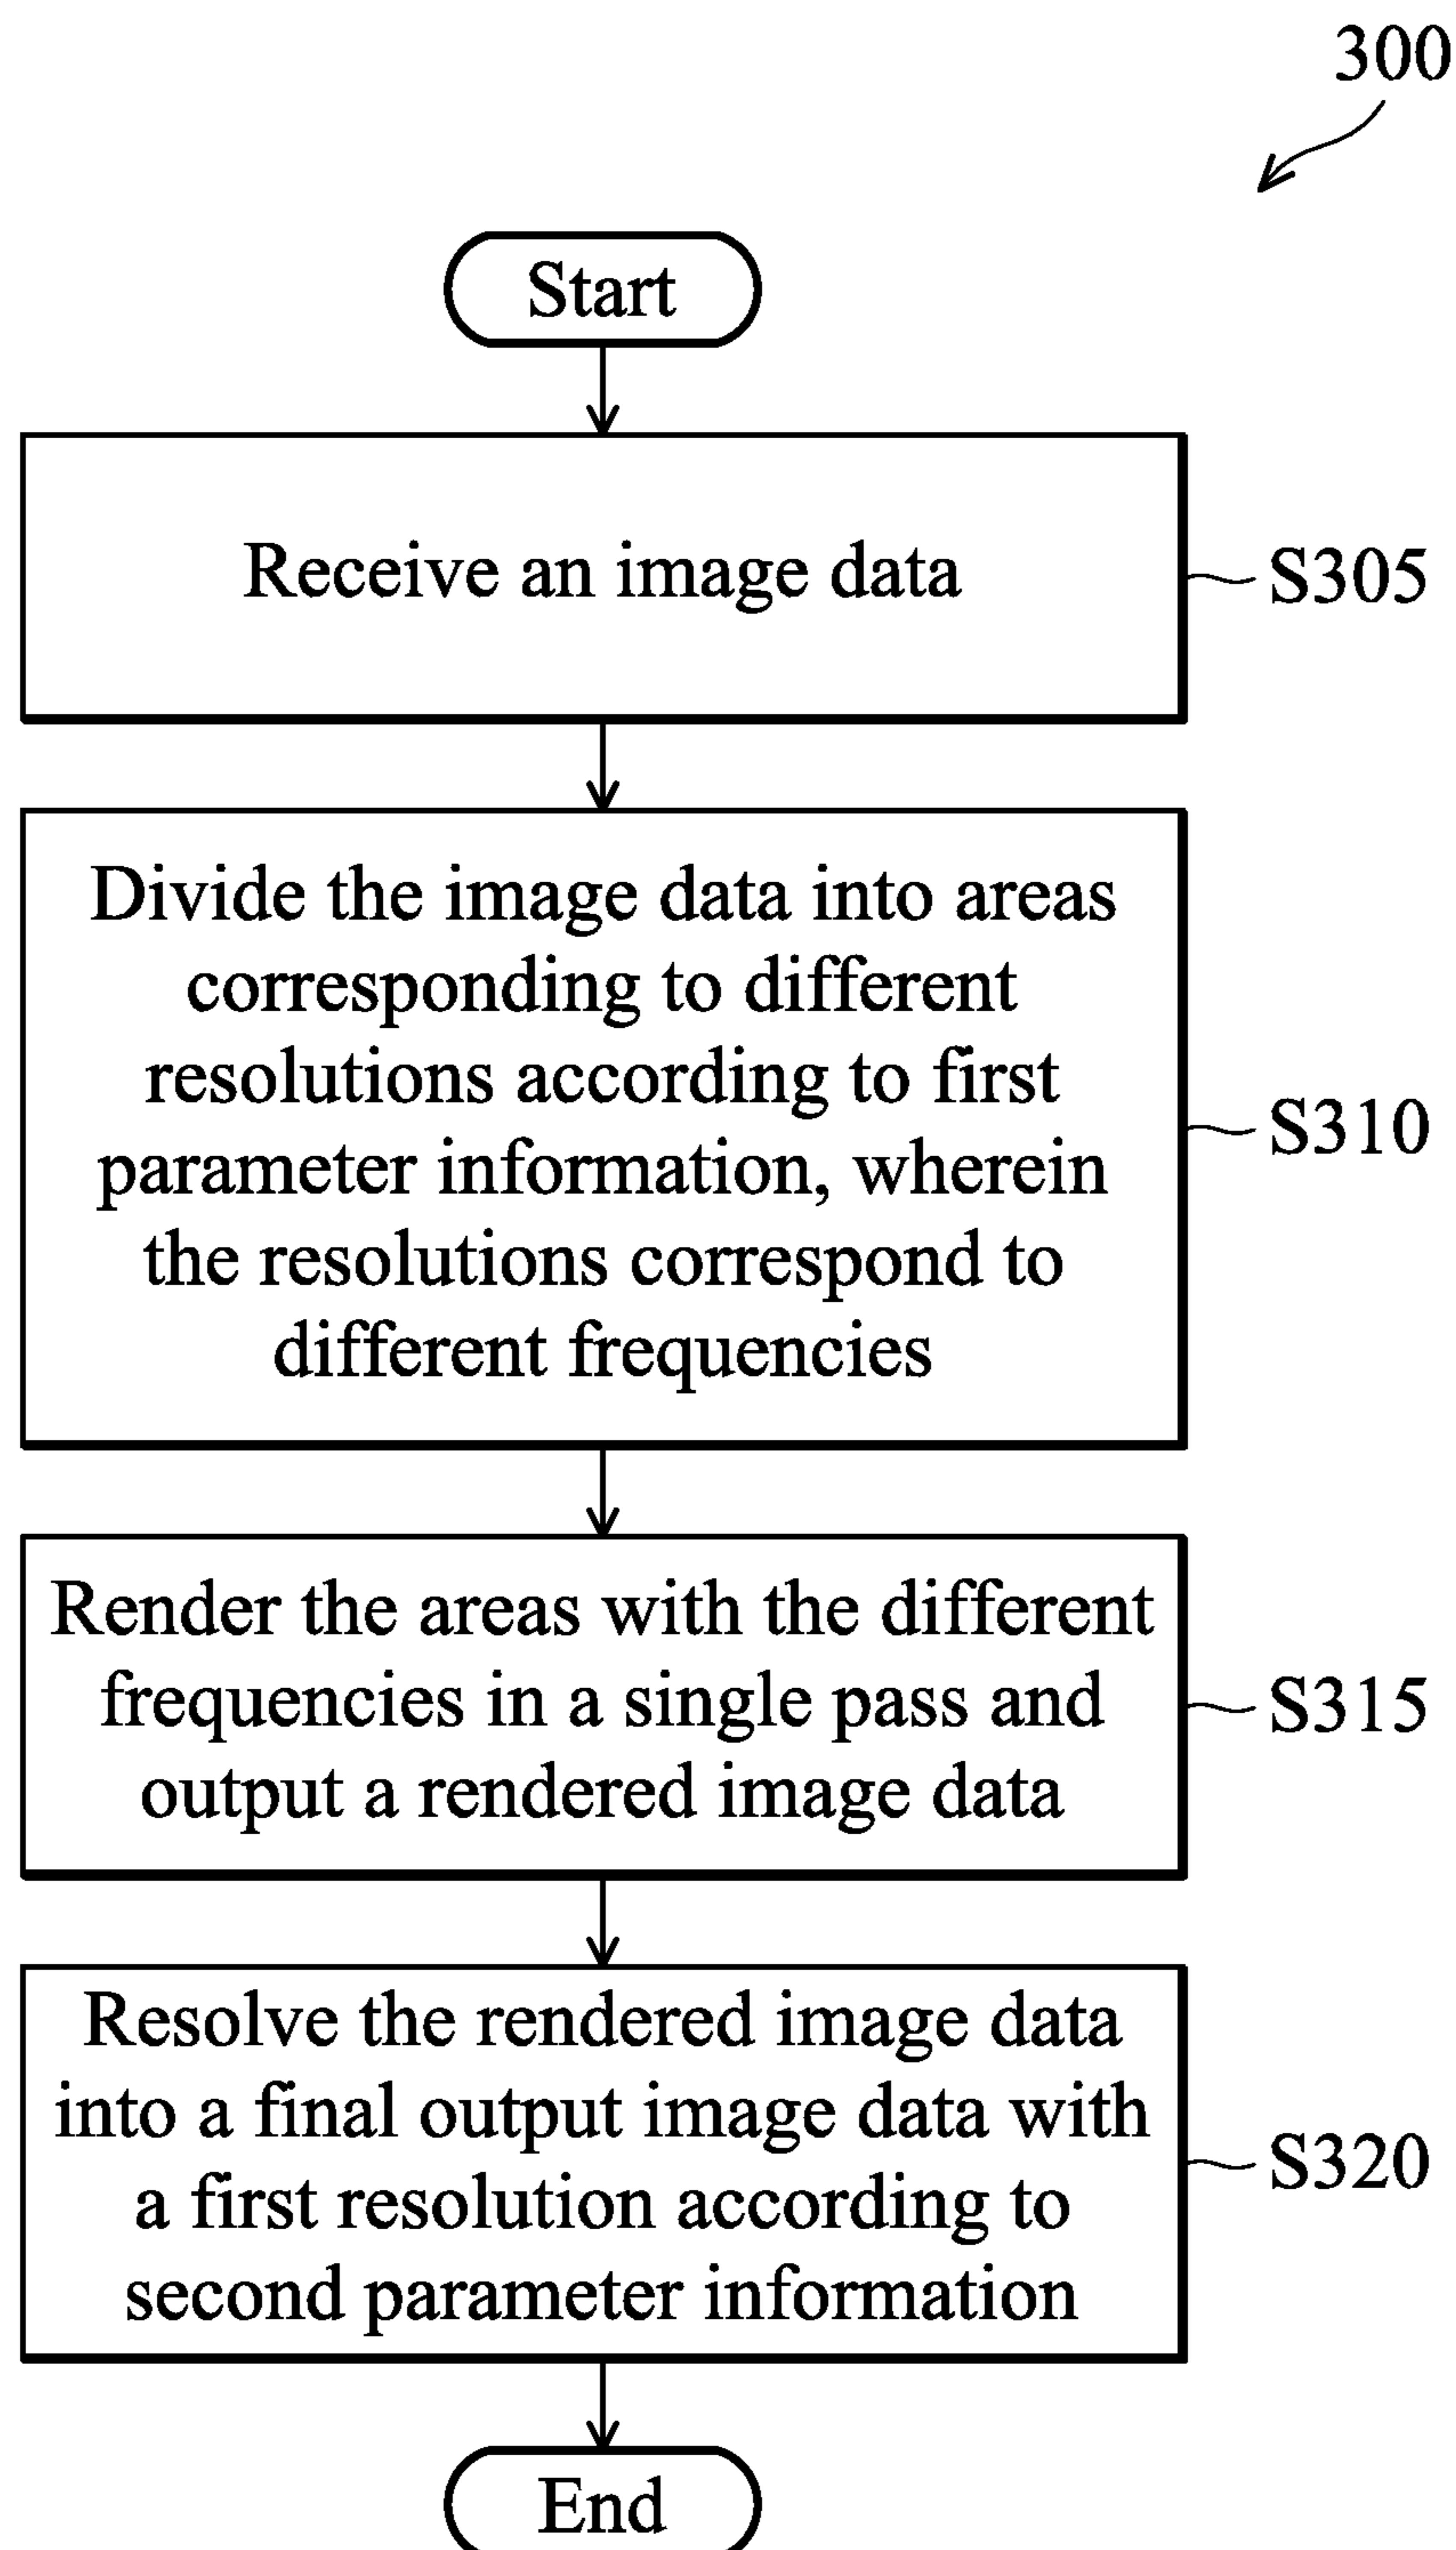 300
Start
Receive an image data
S305
Divide the image data into areas
corresponding to different
resolutions according to first
parameter information, wherein
the resolutions correspond to
different frequencies
S310
Render the areas with the different
frequencies in a single pass and
output a rendered image data
S315
Resolve the rendered image data
into a final output image data with
a first resolution according to
second parameter information
S320
End